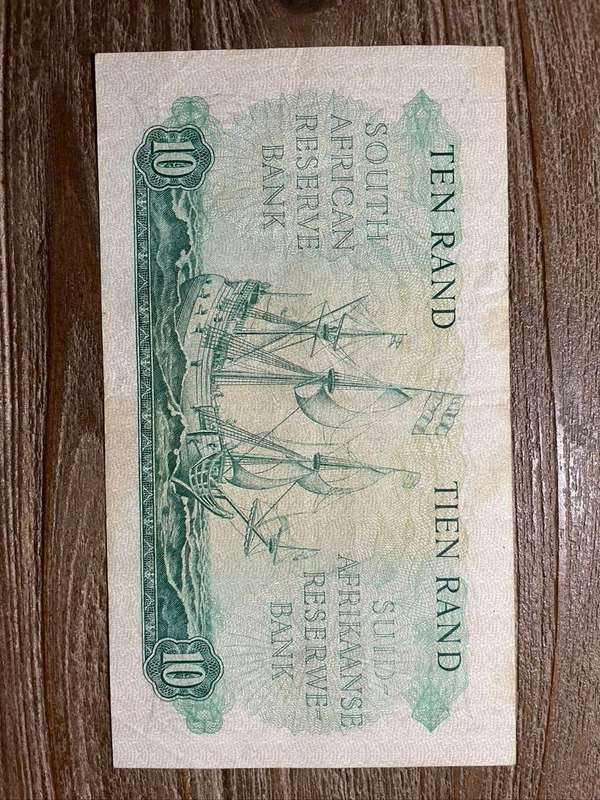 TEN RAND
TIEN RAND
SOUTH
AFRICAN
RESERVE
BANK
SUID-
AFRIKAANSE
RESERWE-
BANK
10
10